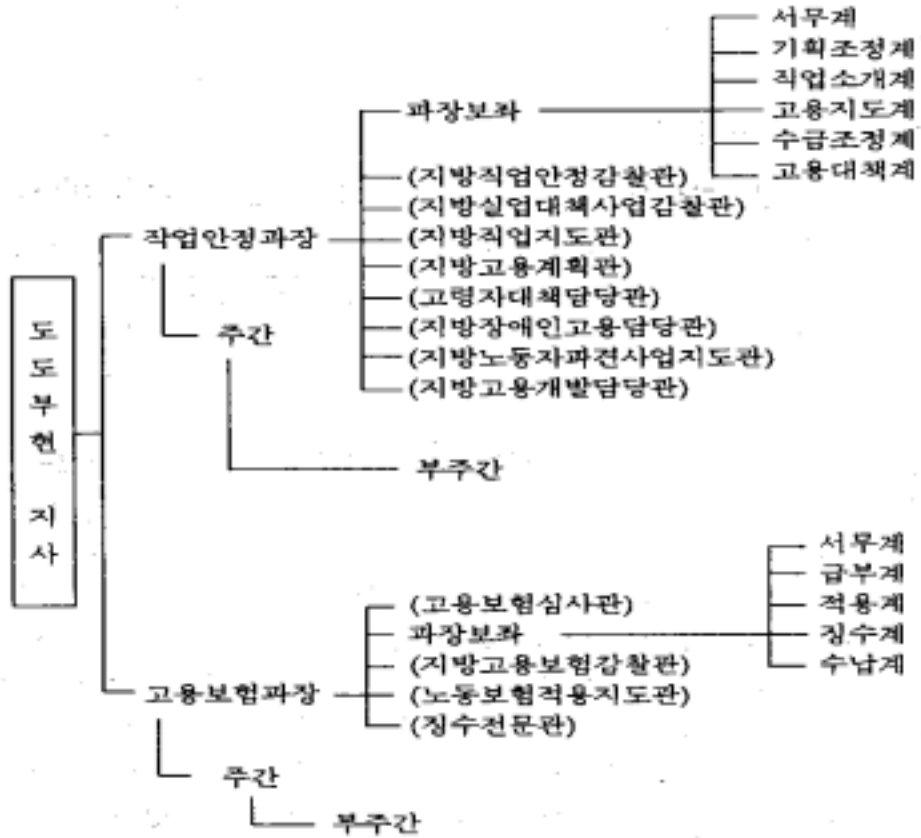 서무계
기획조정계
직업소개계
과장보좌
고용지도계
수급조정계
고용대책계
(지방직업안정감찰관)
(지방실업대책사업감찰관)
작업안정과장
(지방직업지도관)
(지방고용계획관)
(고령자대책담당관)
(지방장애인고용담당관)
(지방노동자파견사업지도관)
(지방고용개발담당관)
주간
부주간
도도부현 지사
서무계
급부계
적용계
징수계
수납계
(고용보험심사관)
과장보좌
(지방고용보험감찰관)
고용보험과장
(노동보험적용지도관)
(징수전문관)
주간
부주간